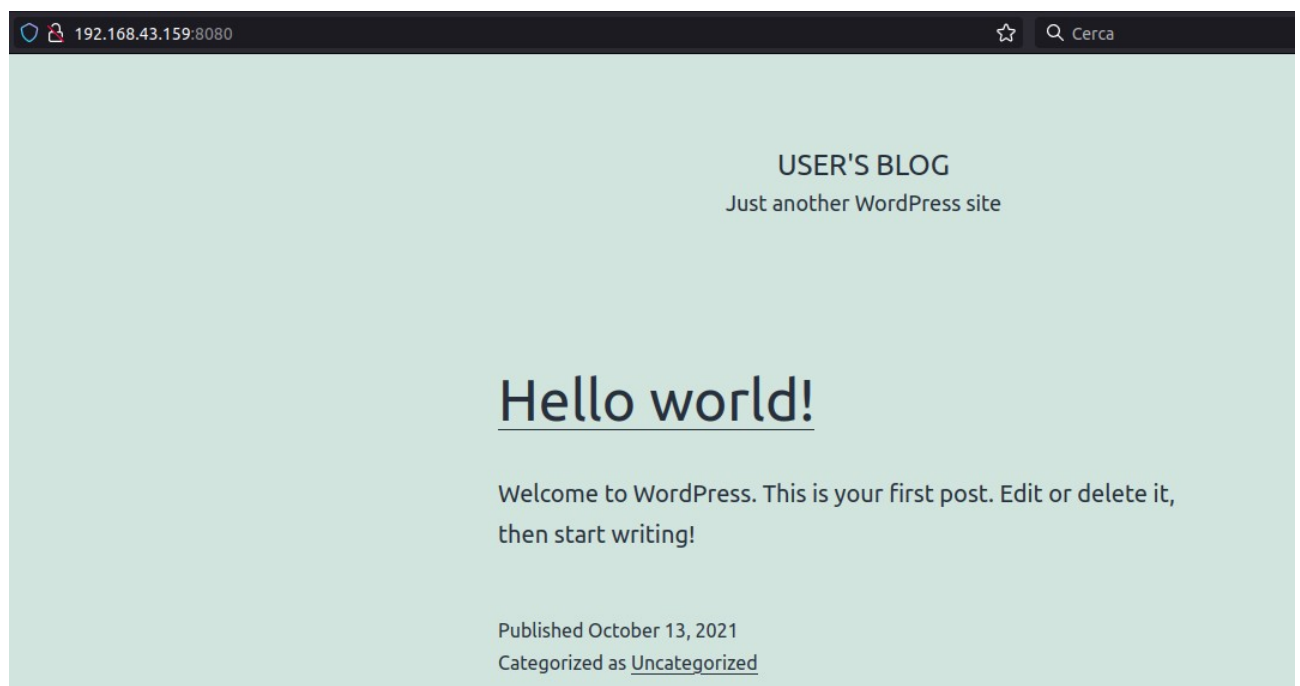 192.168.43.159:8080
Cerca
USER'S BLOG
Just another WordPress site
Hello world!
Welcome to WordPress. This is your first post. Edit or delete it,
then start writing!
Published October 13, 2021
Categorized as Uncategorized